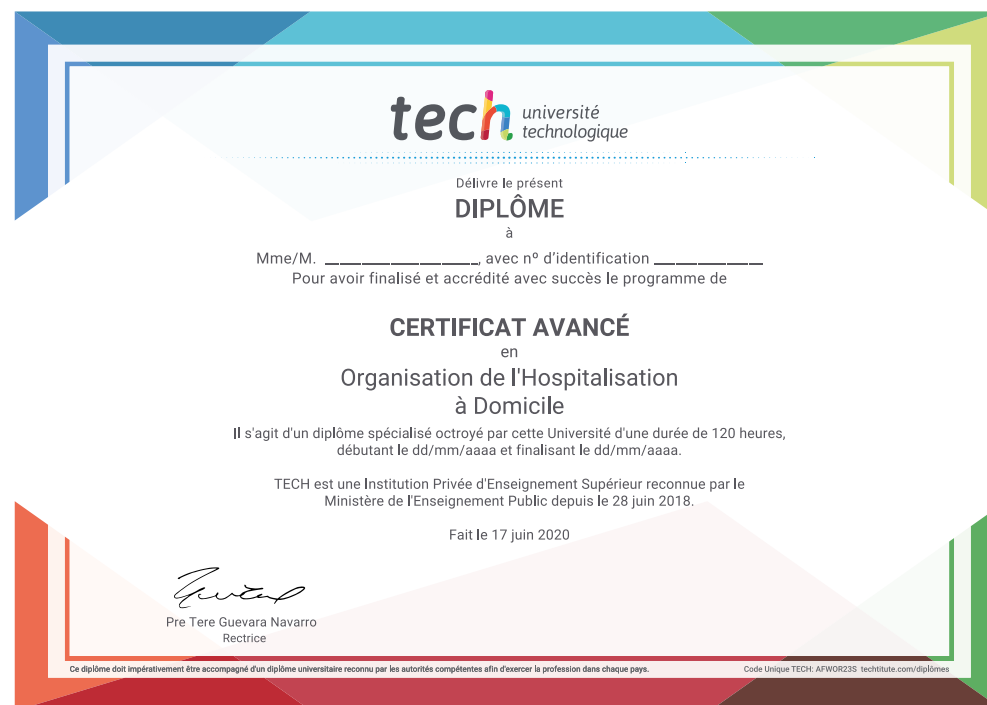 tech université
technologique
Délivre le présent
DIPLÔME
à
Mme/M. ____________________, avec nº d'identification ______________
Pour avoir finalisé et accrédité avec succès le programme de
CERTIFICAT AVANCÉ
en
Organisation de l'Hospitalisation
à Domicile
Il s'agit d'un diplôme spécialisé octroyé par cette Université d'une durée de 120 heures,
débutant le dd/mm/aaaa et finalisant le dd/mm/aaaa.
TECH est une Institution Privée d'Enseignement Supérieur reconnue par le
Ministère de l'Enseignement Public depuis le 28 juin 2018.
Fait le 17 juin 2020
Pre Tere Guevara Navarro
Rectrice
Ce diplôme doit impérativement être accompagné d'un diplôme universitaire reconnu par les autorités compétentes afin d'exercer la profession dans chaque pays.
Code Unique TECH: AFWOR23S techtitute.com/diplômes